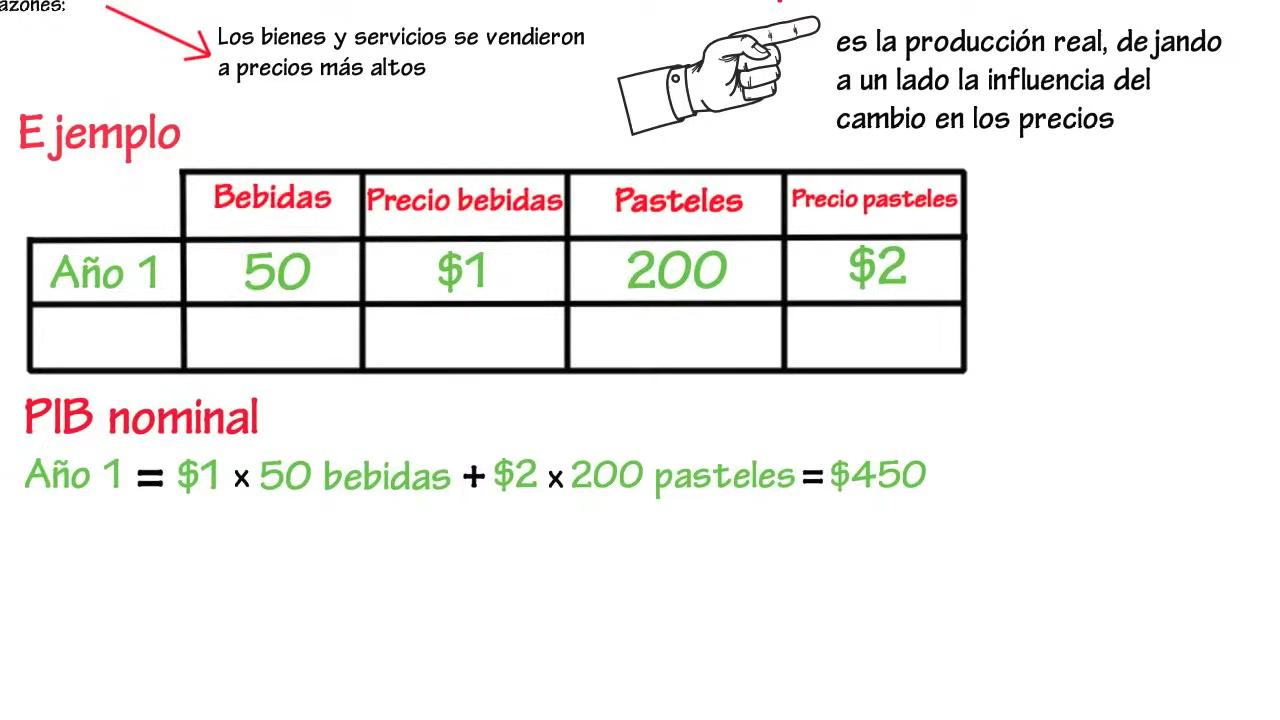 azones:
Los bienes y servicios se vendieron
a precios más altos
es la producción real, dejando
a un lado la influencia del
cambio en los precios
Ejemplo
Bebidas Precio bebidas Pasteles Precio pasteles
Año 1 50 $1 200 $2
PIB nominal
Año 1 = $1 x 50 bebidas + $2 x 200 pasteles = $450